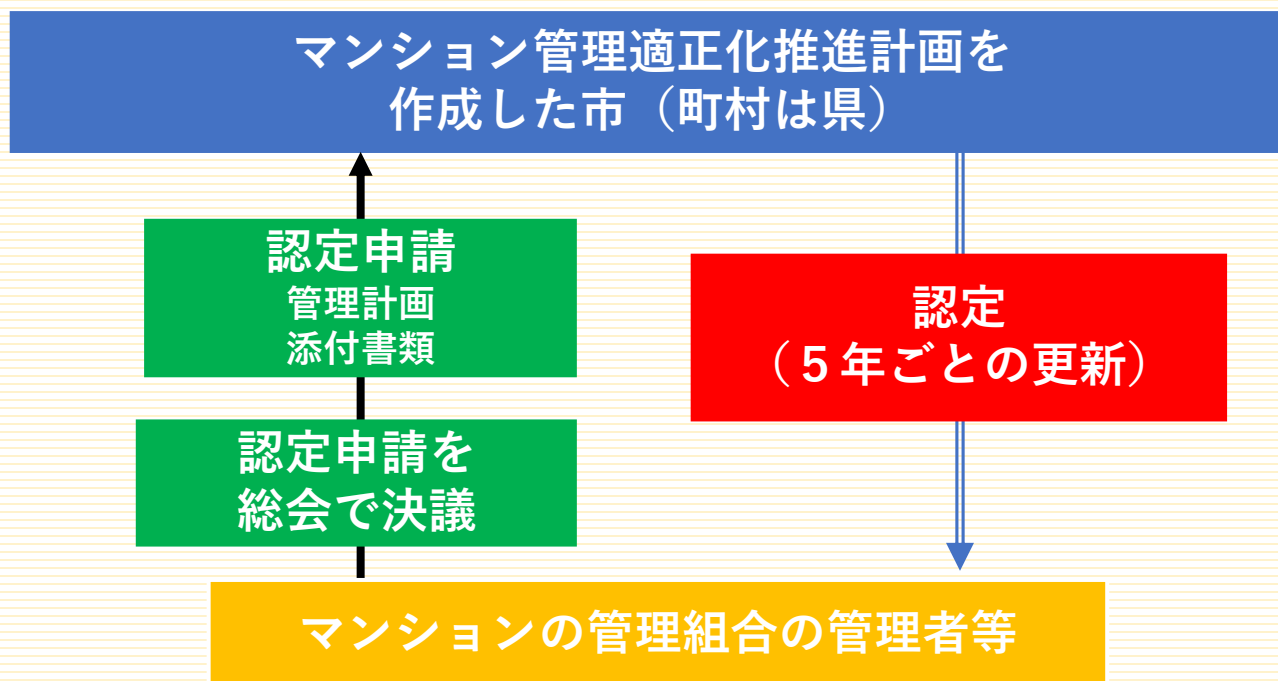 マンション管理適正化推進計画を
作成した市（町村は県）
認定申請
管理計画
添付書類
認定
（５年ごとの更新）
認定申請を
総会で決議
マンションの管理組合の管理者等